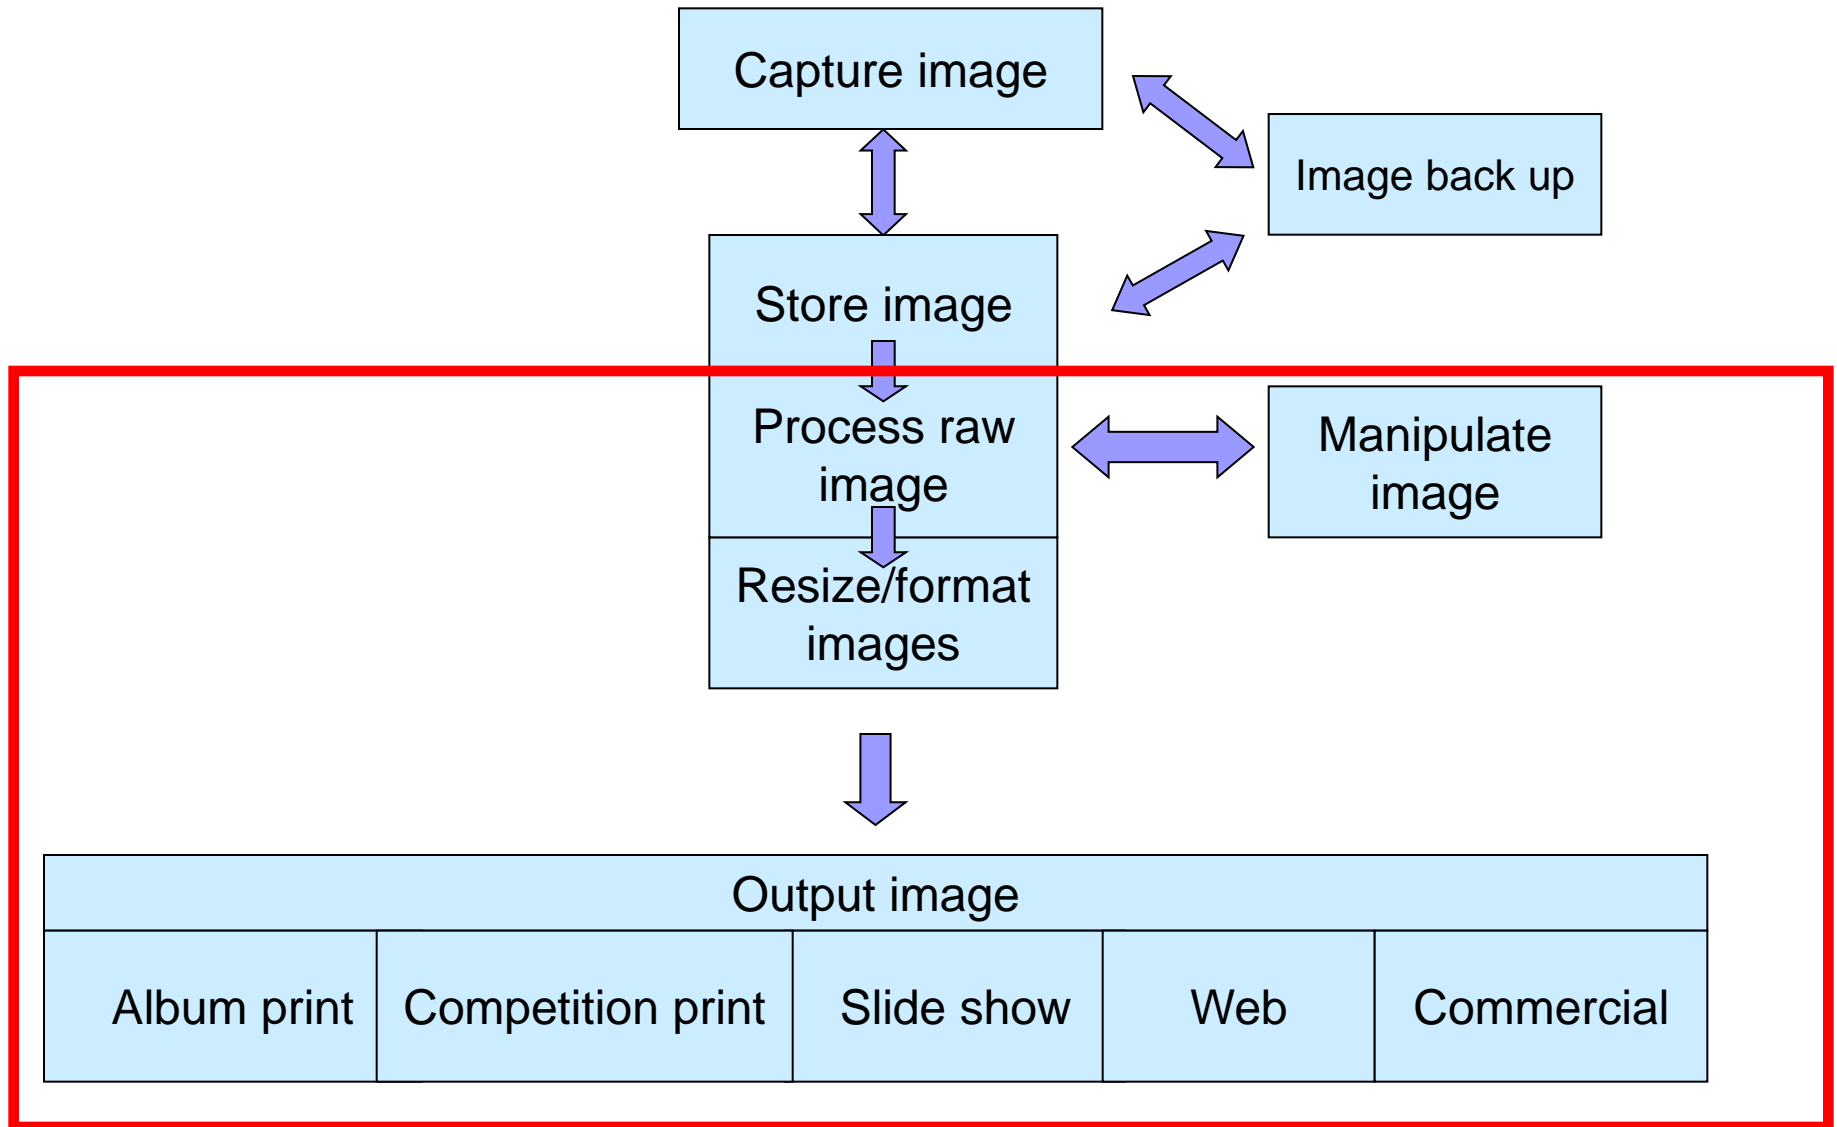 Capture image
Image back up
Store image
Process raw
image
Manipulate
image
Resize/format
images
Output image
Album print
Competition print
Slide show
Web
Commercial